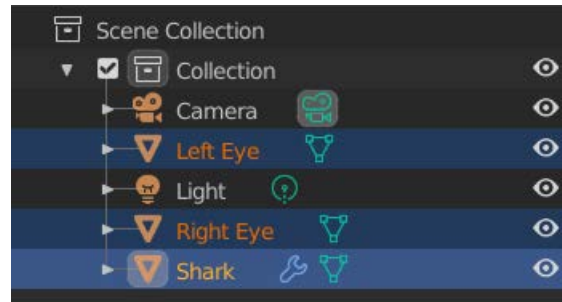 Scene Collection
Collection
Camera
Left Eye
Light
Right Eye
Shark